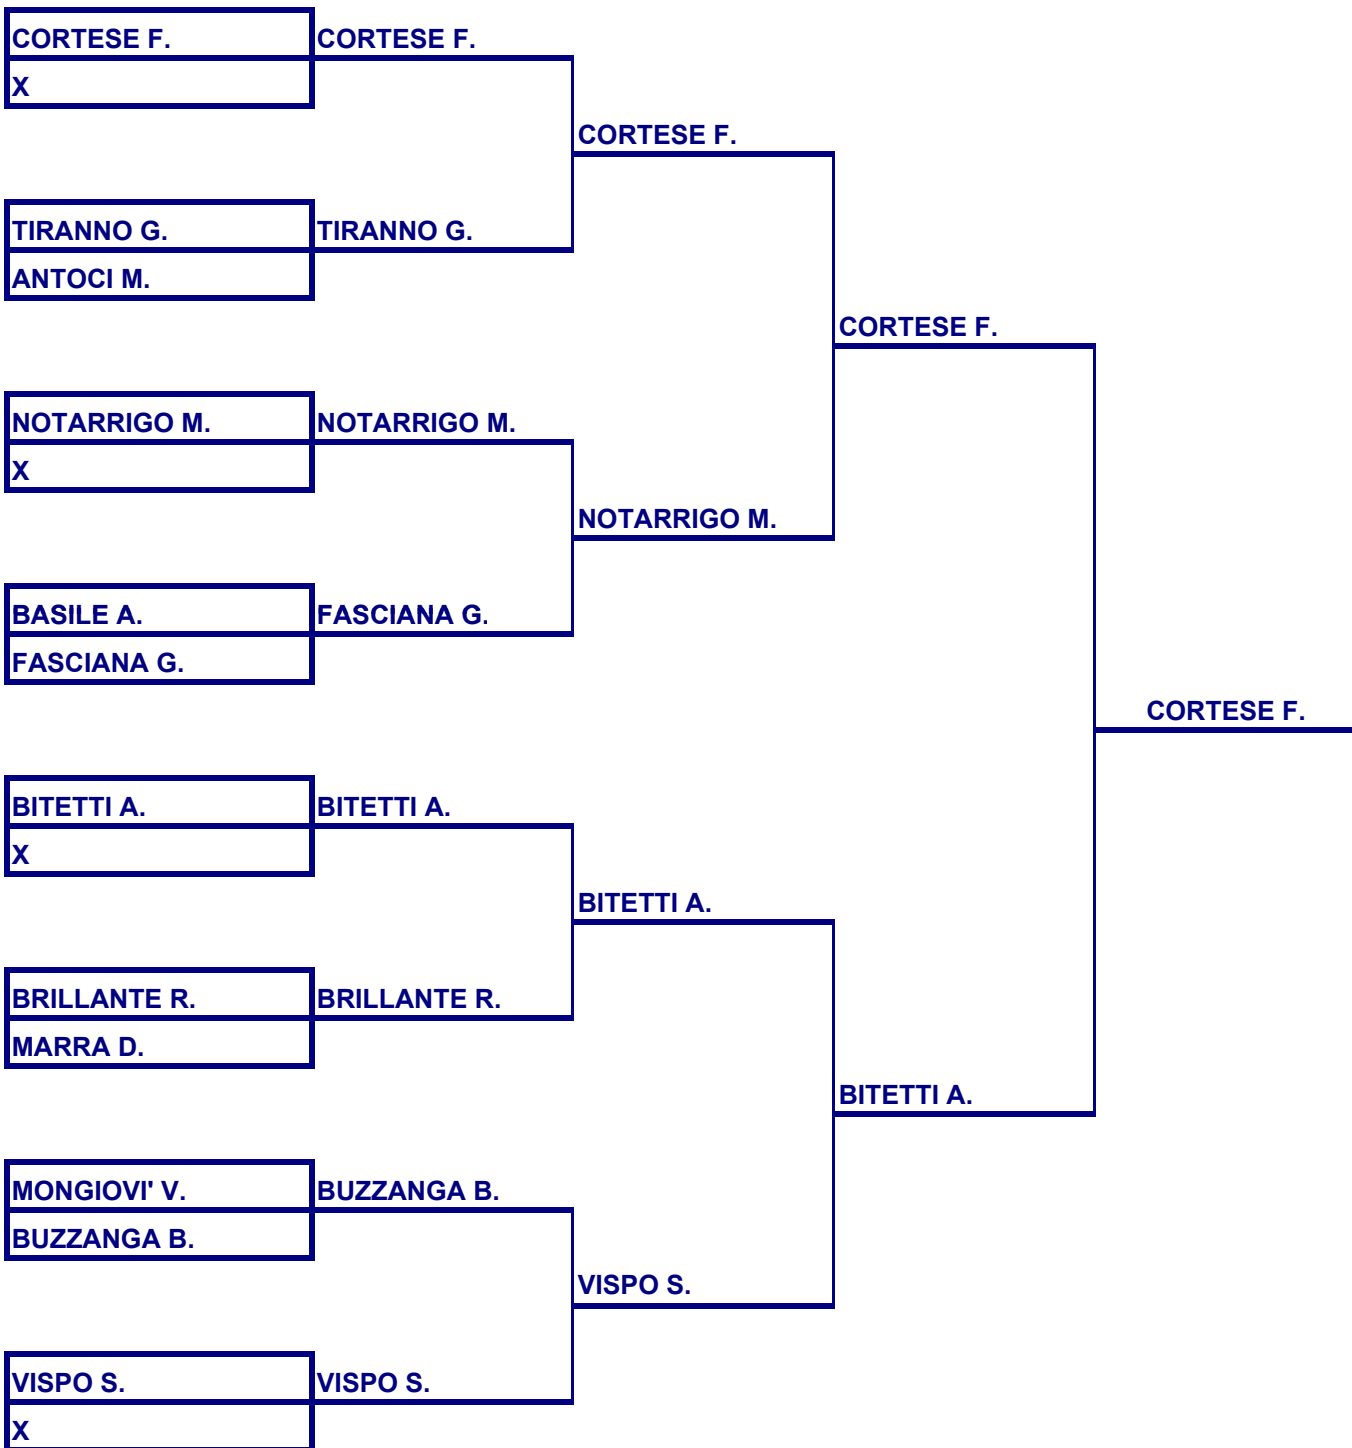 CORTESE F.
CORTESE F.
X
CORTESE F.
TIRANNO G.
TIRANNO G.
ANTOCI M.
CORTESE F.
NOTARRIGO M.
NOTARRIGO M.
X
NOTARRIGO M.
BASILE A.
FASCIANA G.
FASCIANA G.
CORTESE F.
BITETTI A.
BITETTI A.
X
BITETTI A.
BRILLANTE R.
BRILLANTE R.
MARRA D.
BITETTI A.
MONGIOVI' V.
BUZZANGA B.
BUZZANGA B.
VISPO S.
VISPO S.
VISPO S.
X